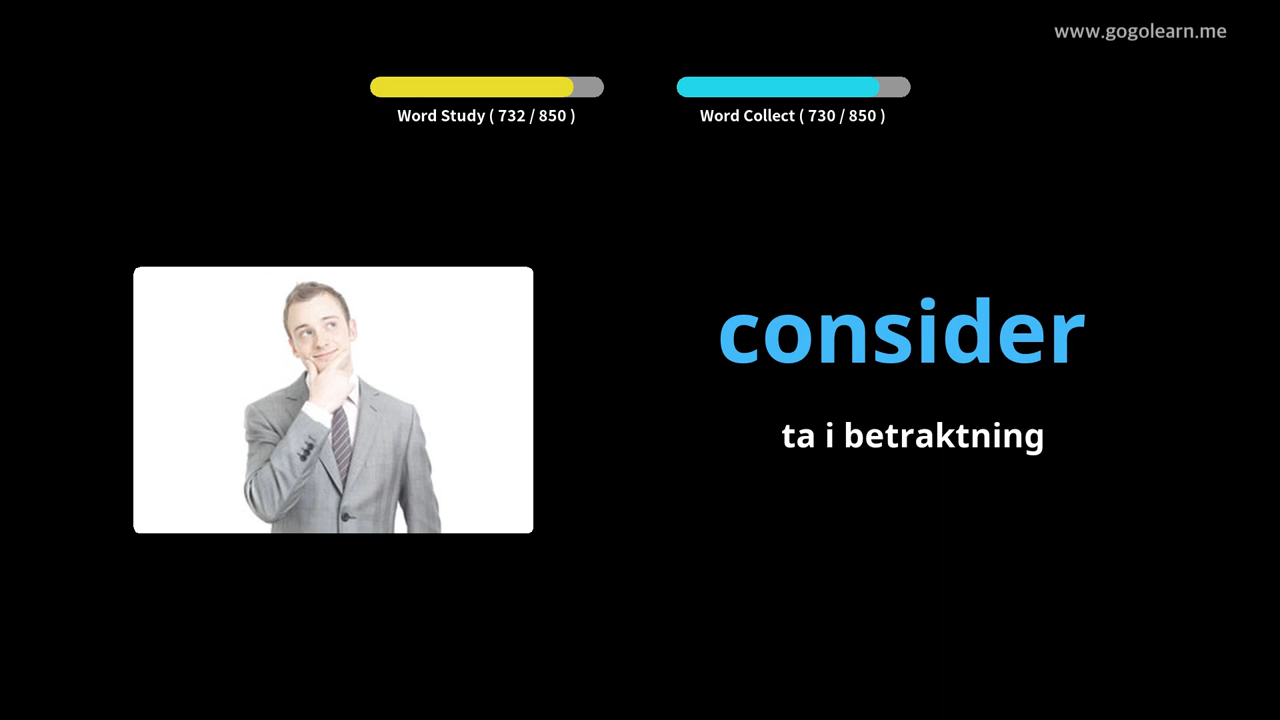 www.gogolearn.me
Word Study ( 732 / 850 )
Word Collect ( 730 / 850 )
consider
ta i betraktning